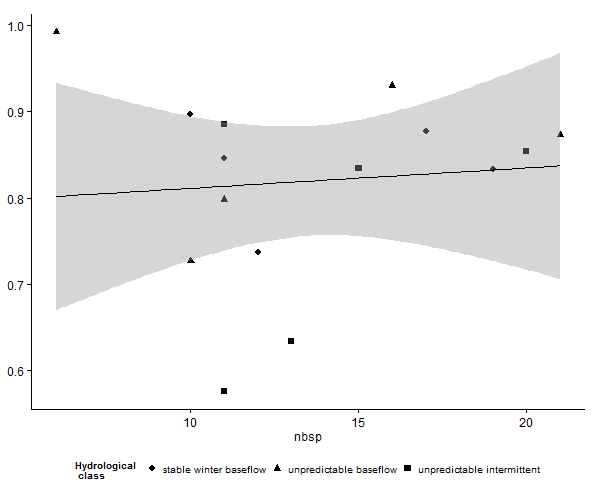 1.0
0.9
0.8
0.7
0.6
10 15 20
nbsp
Hydrological
class
stable winter baseflow unpredictable baseflow unpredictable intermittent